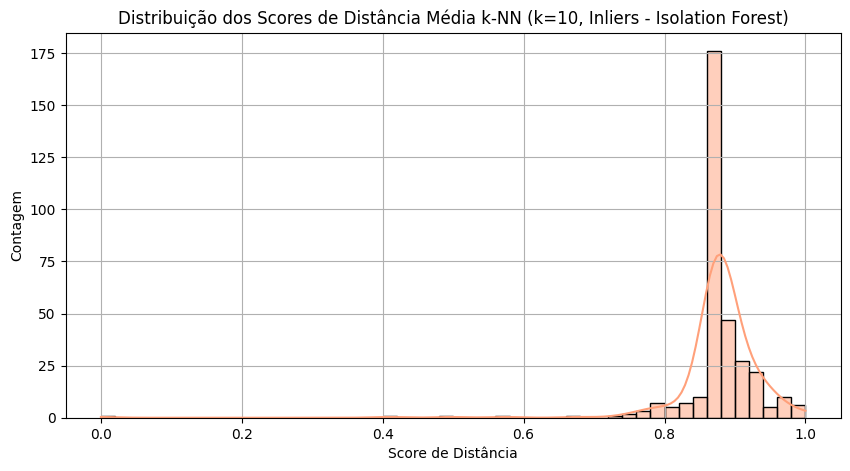 Distribuição dos Scores de Distância Média k-NN (k=10, Inliers - Isolation Forest)
175
150
125
100
75
50
25
0
Contagem
0.0 0.2 0.4 0.6 0.8 1.0
Score de Distância